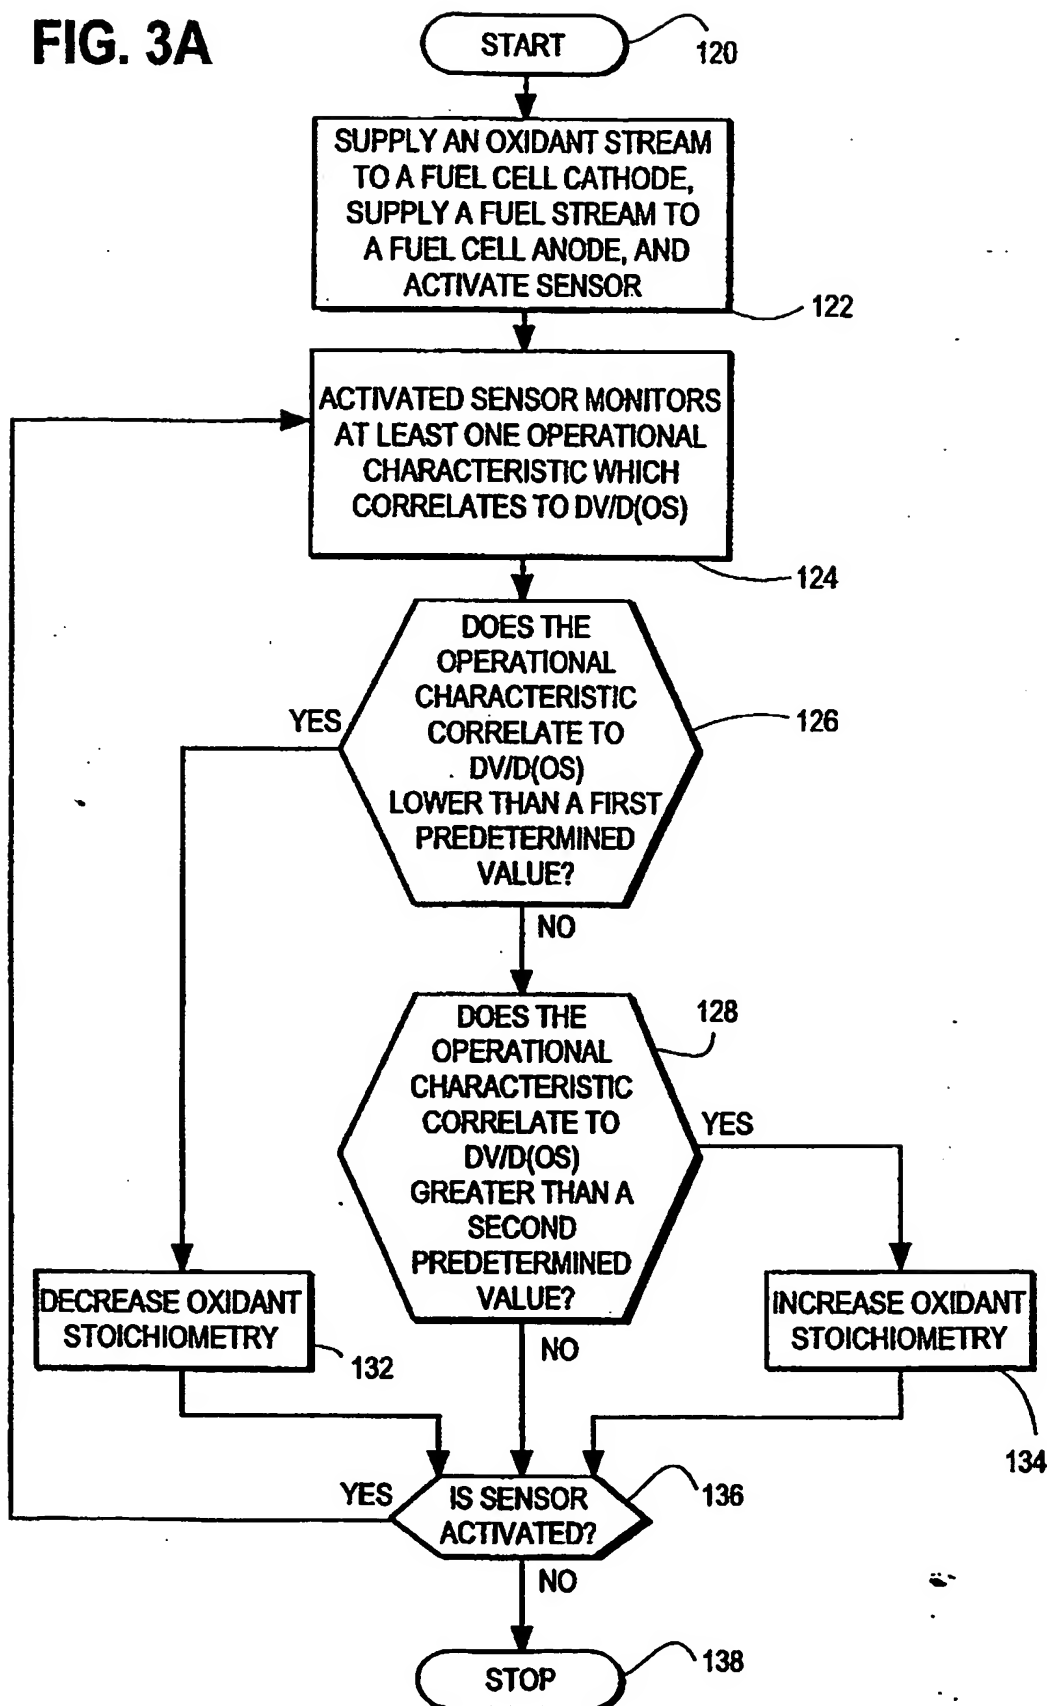 FIG. 3A
START
120
SUPPLY AN OXIDANT STREAM
TO A FUEL CELL CATHODE,
SUPPLY A FUEL STREAM TO
A FUEL CELL ANODE, AND
ACTIVATE SENSOR
122
ACTIVATED SENSOR MONITORS
AT LEAST ONE OPERATIONAL
CHARACTERISTIC WHICH
CORRELATES TO DV/D(OS)
124
DOES THE
OPERATIONAL
CHARACTERISTIC
CORRELATE TO
DV/D(OS)
LOWER THAN A FIRST
PREDETERMINED
VALUE?
126
YES
NO
DOES THE
OPERATIONAL
CHARACTERISTIC
CORRELATE TO
DV/D(OS)
GREATER THAN A
SECOND
PREDETERMINED
VALUE?
128
YES
NO
DECREASE OXIDANT
STOICHIOMETRY
132
INCREASE OXIDANT
STOICHIOMETRY
134
IS SENSOR
ACTIVATED?
136
YES
NO
STOP
138